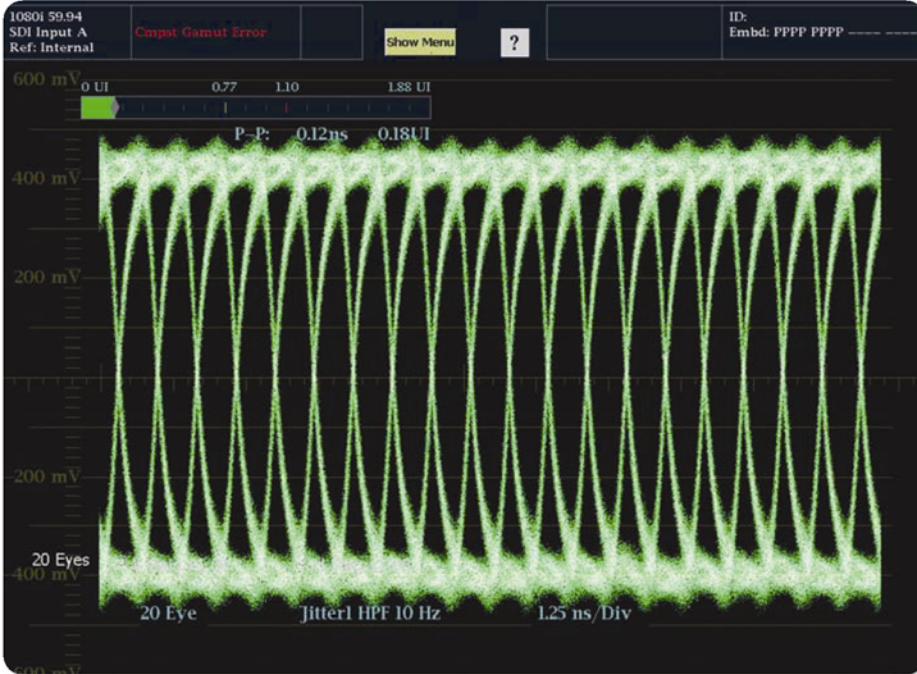 1080i 59.94
SDI Input A
Ref: Internal
Cmpst Gamut Error
Show Menu
?
ID:
Embd: PPPP PPPP ---- ----
600 mV
0 UI 0.77 1.10 1.88 UI
P-P: 0.12ns 0.18UI
400 mV
200 mV
200 mV
20 Eyes
400 mV
20 Eye Jitter1 HPF 10 Hz 1.25 ns/Div
600 mV